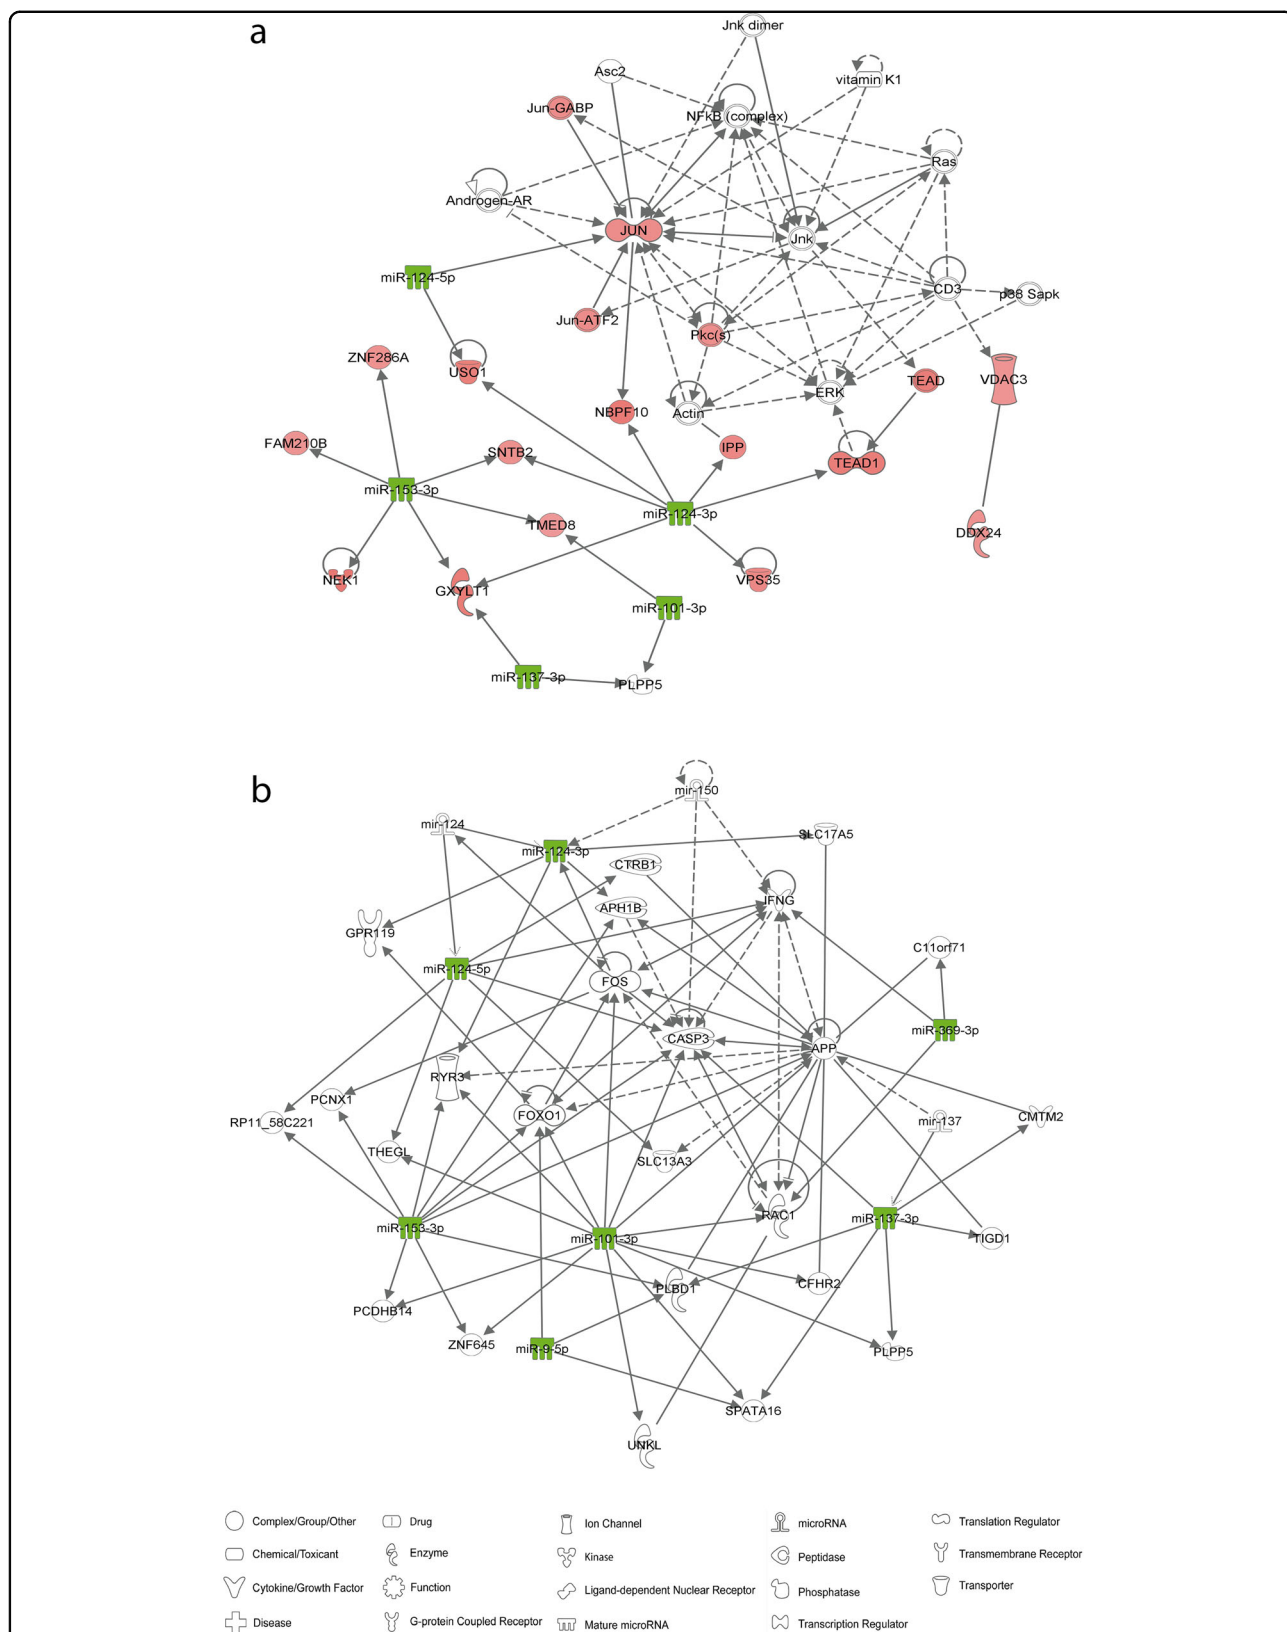 a
Jnk dimer
Asc2
vitamin K1
Jun-GABP
NFkB (complex)
Ras
Androgen-AR
JUN
Jnk
miR-124-5p
CD3
p38 Sapk
Jun-ATF2
Pkc(s)
ZNF286A
USO1
TEAD
VDAC3
ERK
NBPF10
Actin
FAM210B
SNTB2
IPP
TEAD1
miR-153-3p
miR-124-3p
TMED8
DDX24
NEK1
GXYLT1
VPS35
miR-101-3p
miR-137-3p
PLPP5
b
mir-150
mir-124
SLC17A5
miR-124-3p
CTRB1
IFNG
APH1B
GPR119
C11orf71
miR-124-5p
FOS
miR-369-3p
CASP3
APP
RYR3
PCNX1
FOXO1
CMTM2
RP11_58C221
mir-137
THEGL
SLC13A3
RAC1
miR-137-3p
miR-153-3p
miR-101-3p
TIGD1
PLBD1
CFHR2
PCDHB14
ZNF645
miR-9-5p
PLPP5
SPATA16
UNKL
Complex/Group/Other
Drug
Ion Channel
microRNA
Translation Regulator
Chemical/Toxicant
Enzyme
Kinase
Peptidase
Transmembrane Receptor
Cytokine/Growth Factor
Function
Ligand-dependent Nuclear Receptor
Phosphatase
Transporter
Disease
G-protein Coupled Receptor
Mature microRNA
Transcription Regulator